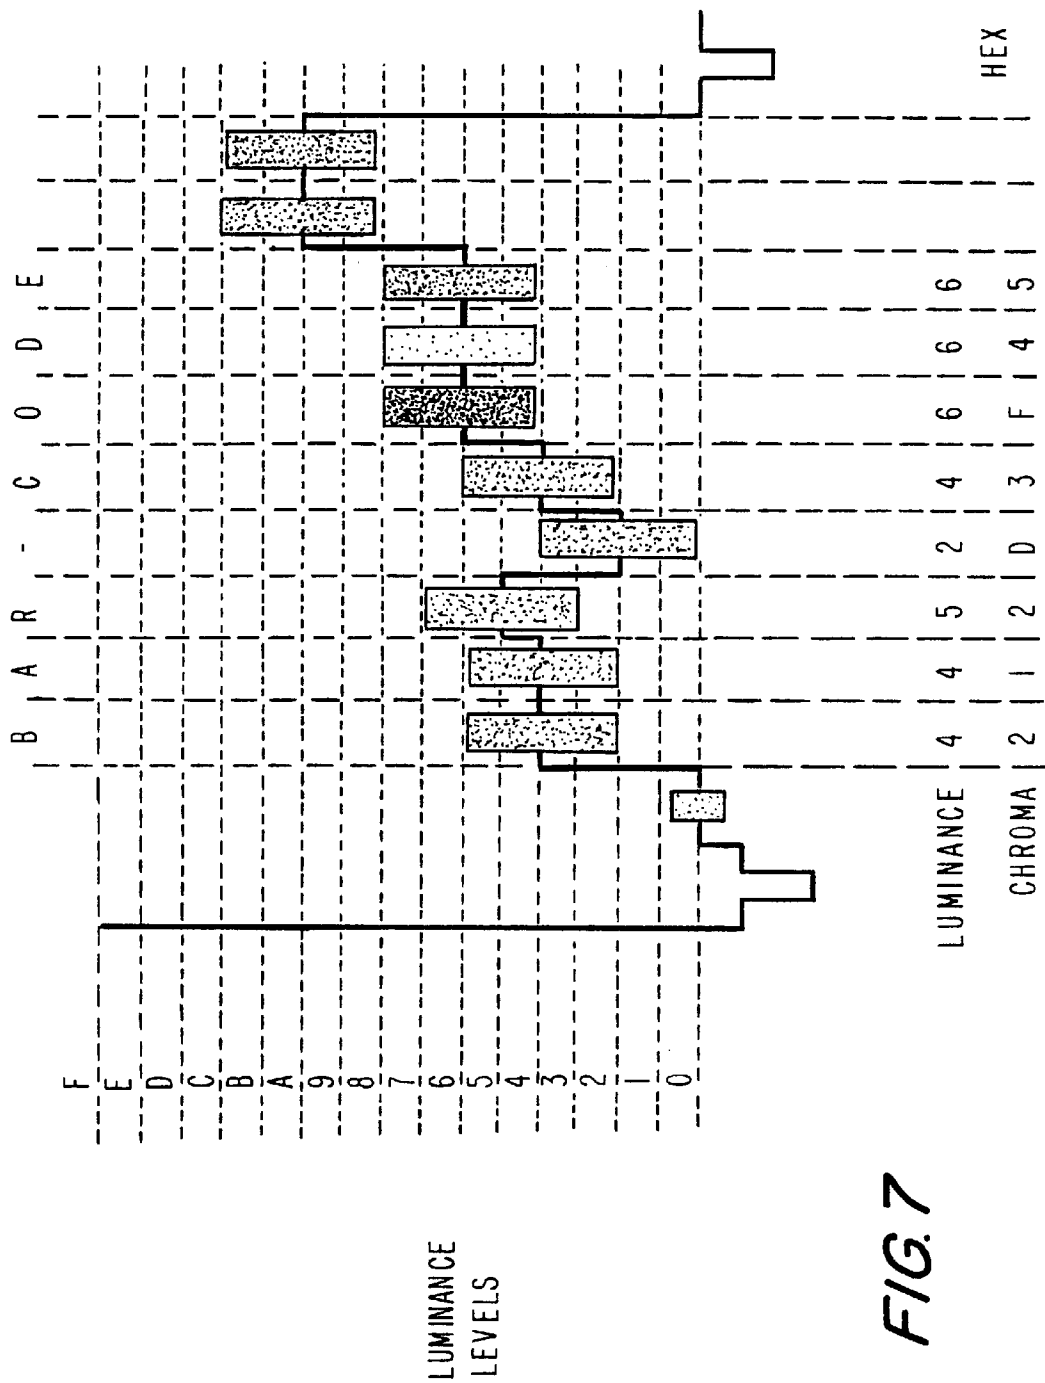 B A R - C O D E
F
E
D
C
B
A
9
8
7
6
5
4
3
2
1
0
LUMINANCE
LEVELS
LUMINANCE 4 4 5 2 4 6 6 6
CHROMA 2 1 2 D 3 F 4 5 HEX
FIG. 7